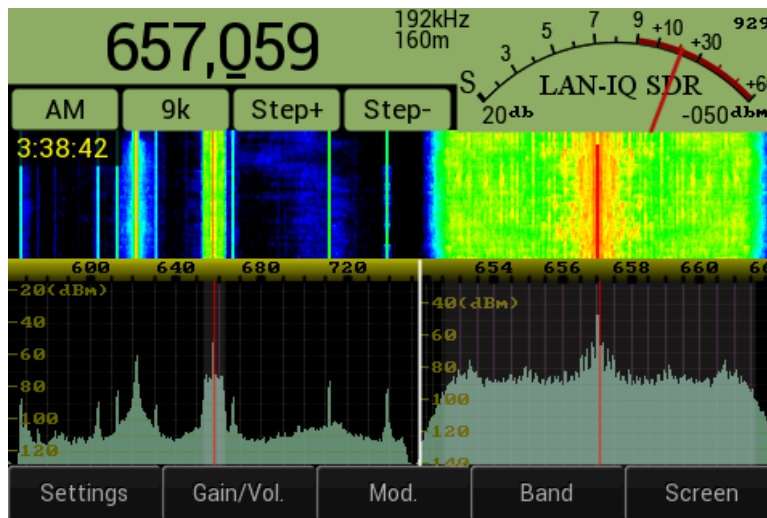 657,059
192kHz
160m
929
AM
9k
Step+
Step-
S
3
5
7
9
+10
+30
+60
LAN-IQ SDR
20db
-050dbm
3:38:42
600
640
680
720
654
656
658
660
-20(dBm)
-40
-60
-80
-100
-120
-40(dBm)
-60
-80
-100
-120
-140
Settings
Gain/Vol.
Mod.
Band
Screen